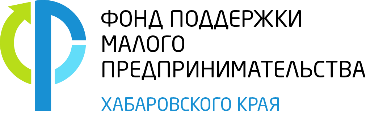 ФОНД ПОДДЕРЖКИ
МАЛОГО
ПРЕДПРИНИМАТЕЛЬСТВА
ХАБАРОВСКОГО КРАЯ